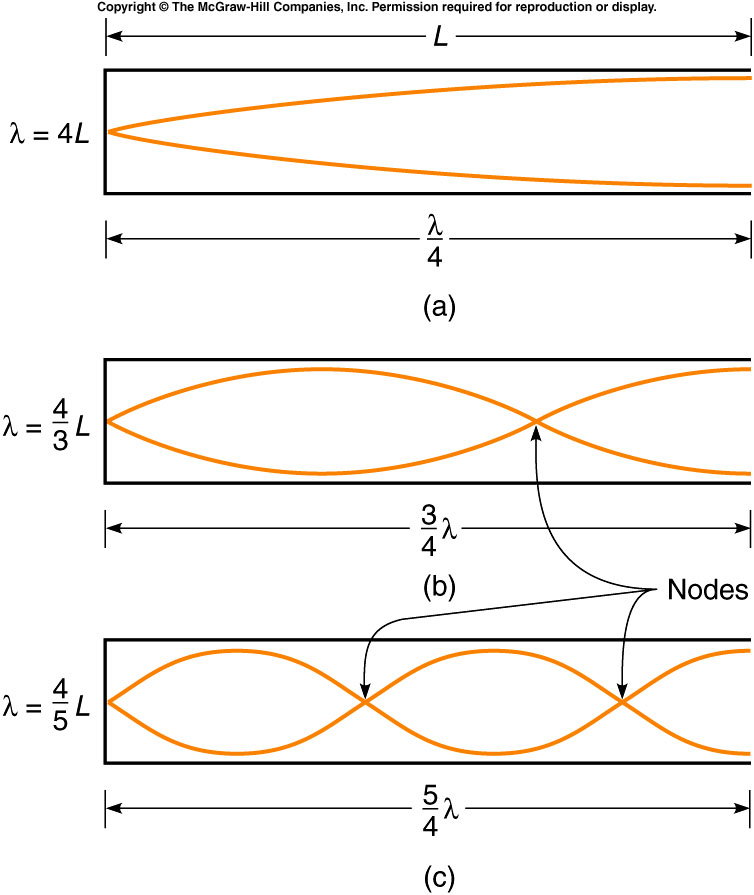 Copyright © The McGraw-Hill Companies, Inc. Permission required for reproduction or display.
L
λ = 4L
λ/4
(a)
λ = 4/3 L
3/4 λ
(b)
Nodes
λ = 4/5 L
5/4 λ
(c)